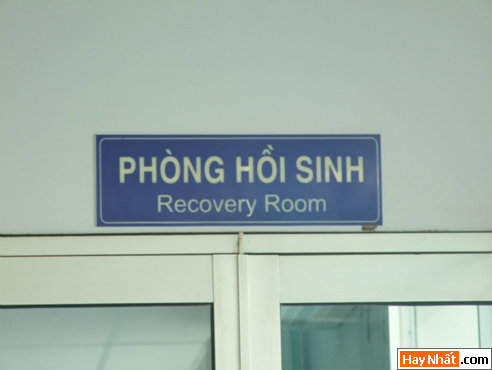 PHÒNG HỒI SINH
Recovery Room
HayNhất.com